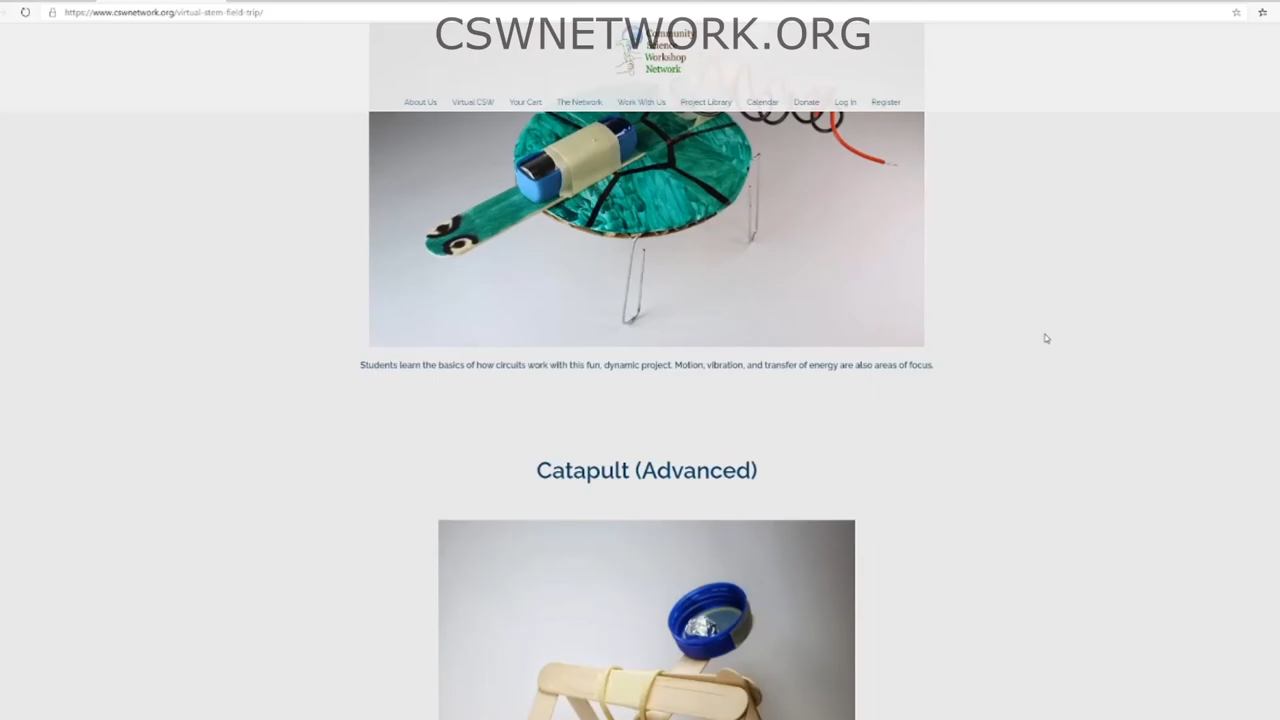 https://www.cswnetwork.org/virtual-stem-field-trip/
CSWNETWORK.ORG
Community
Science
Workshop
Network
About Us Virtual CSW Your Cart The Network Work With Us Project Library Calendar Donate Log In Register
Students learn the basics of how circuits work with this fun, dynamic project. Motion, vibration, and transfer of energy are also areas of focus.
Catapult (Advanced)